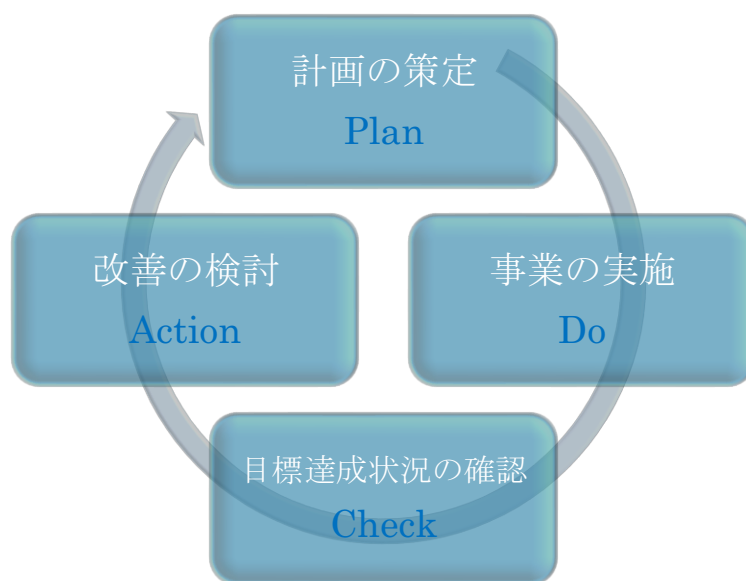 計画の策定
Plan
改善の検討
Action
事業の実施
Do
目標達成状況の確認
Check